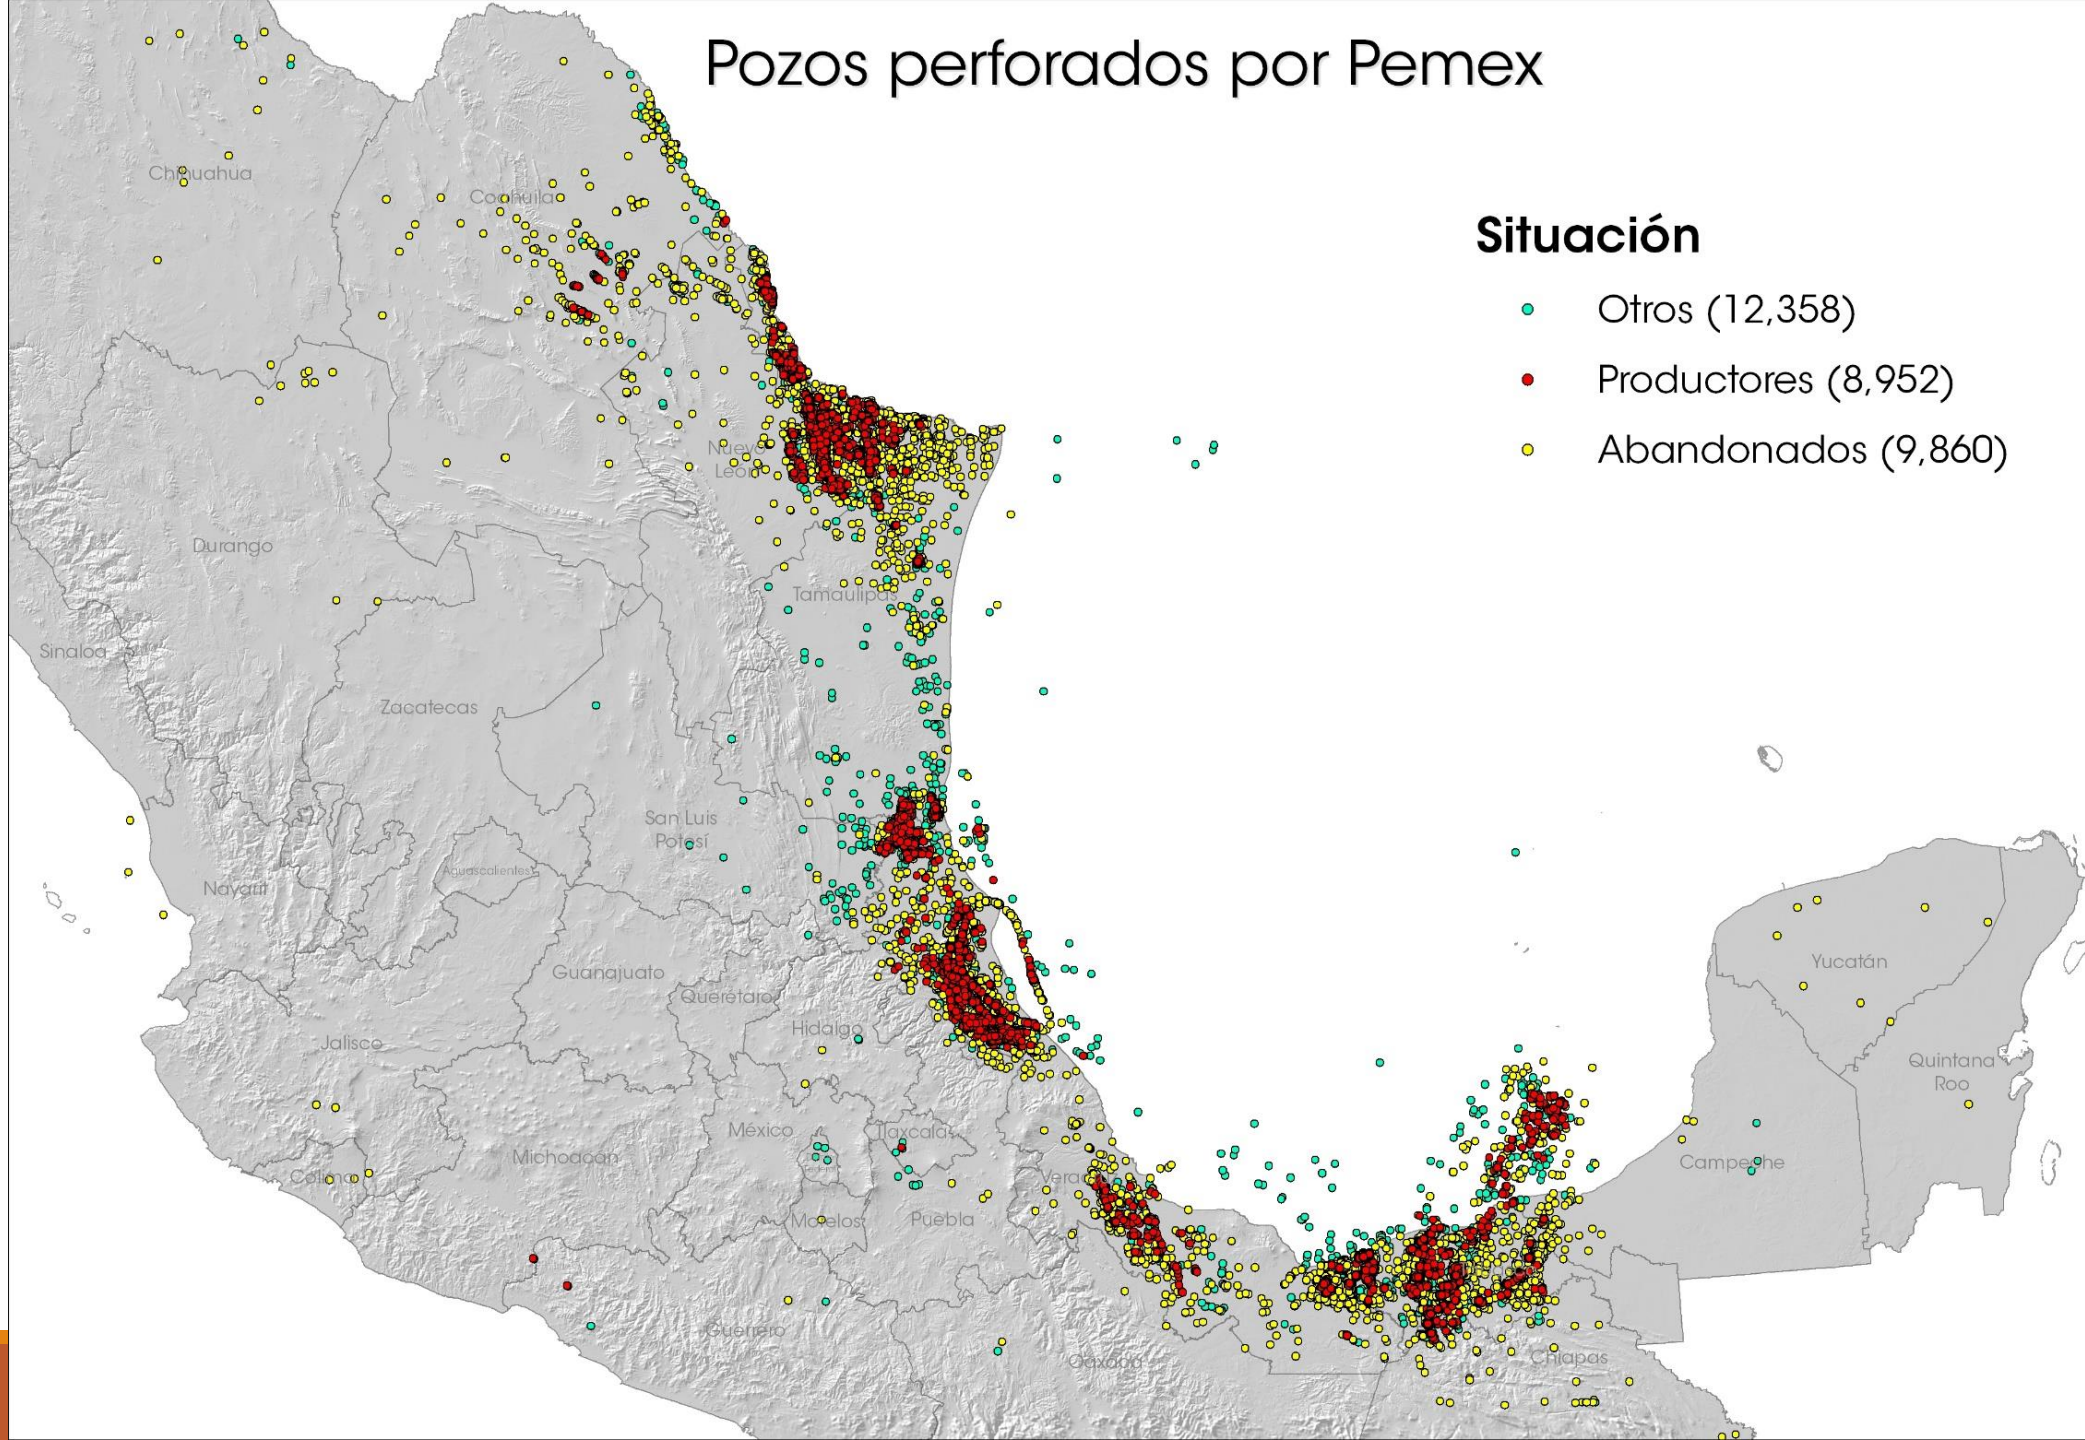 Pozos perforados por Pemex
Situación
Otros (12,358)
Productores (8,952)
Abandonados (9,860)
Chihuahua
Coahuila
Nuevo
León
Durango
Tamaulipas
Sinaloa
Zacatecas
San Luis
Potosí
Aguascalientes
Nayarit
Guanajuato
Querétaro
Hidalgo
Jalisco
Yucatán
Quintana
Roo
México
Tlaxcala
Michoacán
Colima
Campeche
Morelos
Puebla
Guerrero
Oaxaca
Chiapas